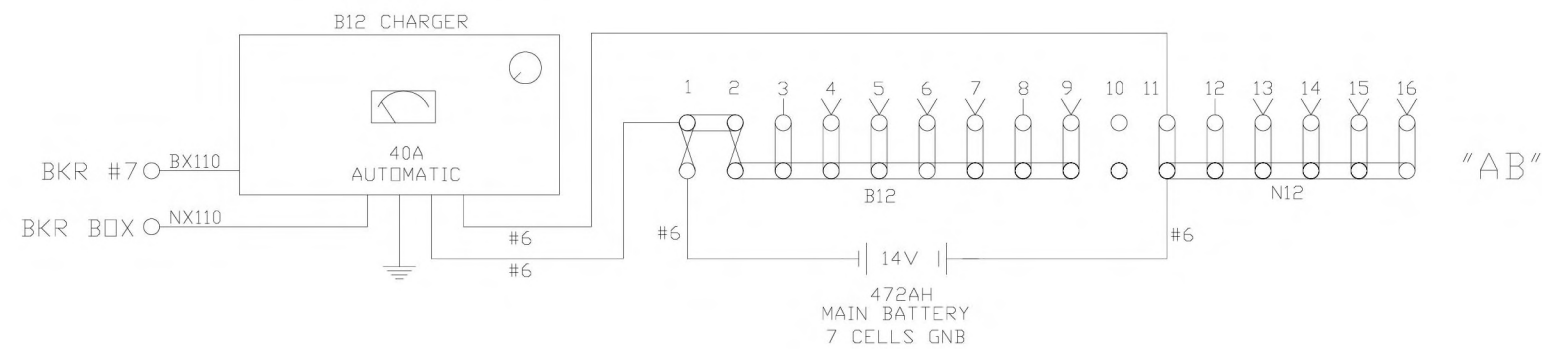 B12 CHARGER
1 2 3 4 5 6 7 8 9 10 11 12 13 14 15 16
40A
AUTOMATIC
BKR #7 BX110
"AB"
B12
N12
BKR BOX NX110
#6
#6
#6
#6
14V
472AH
MAIN BATTERY
7 CELLS GNB